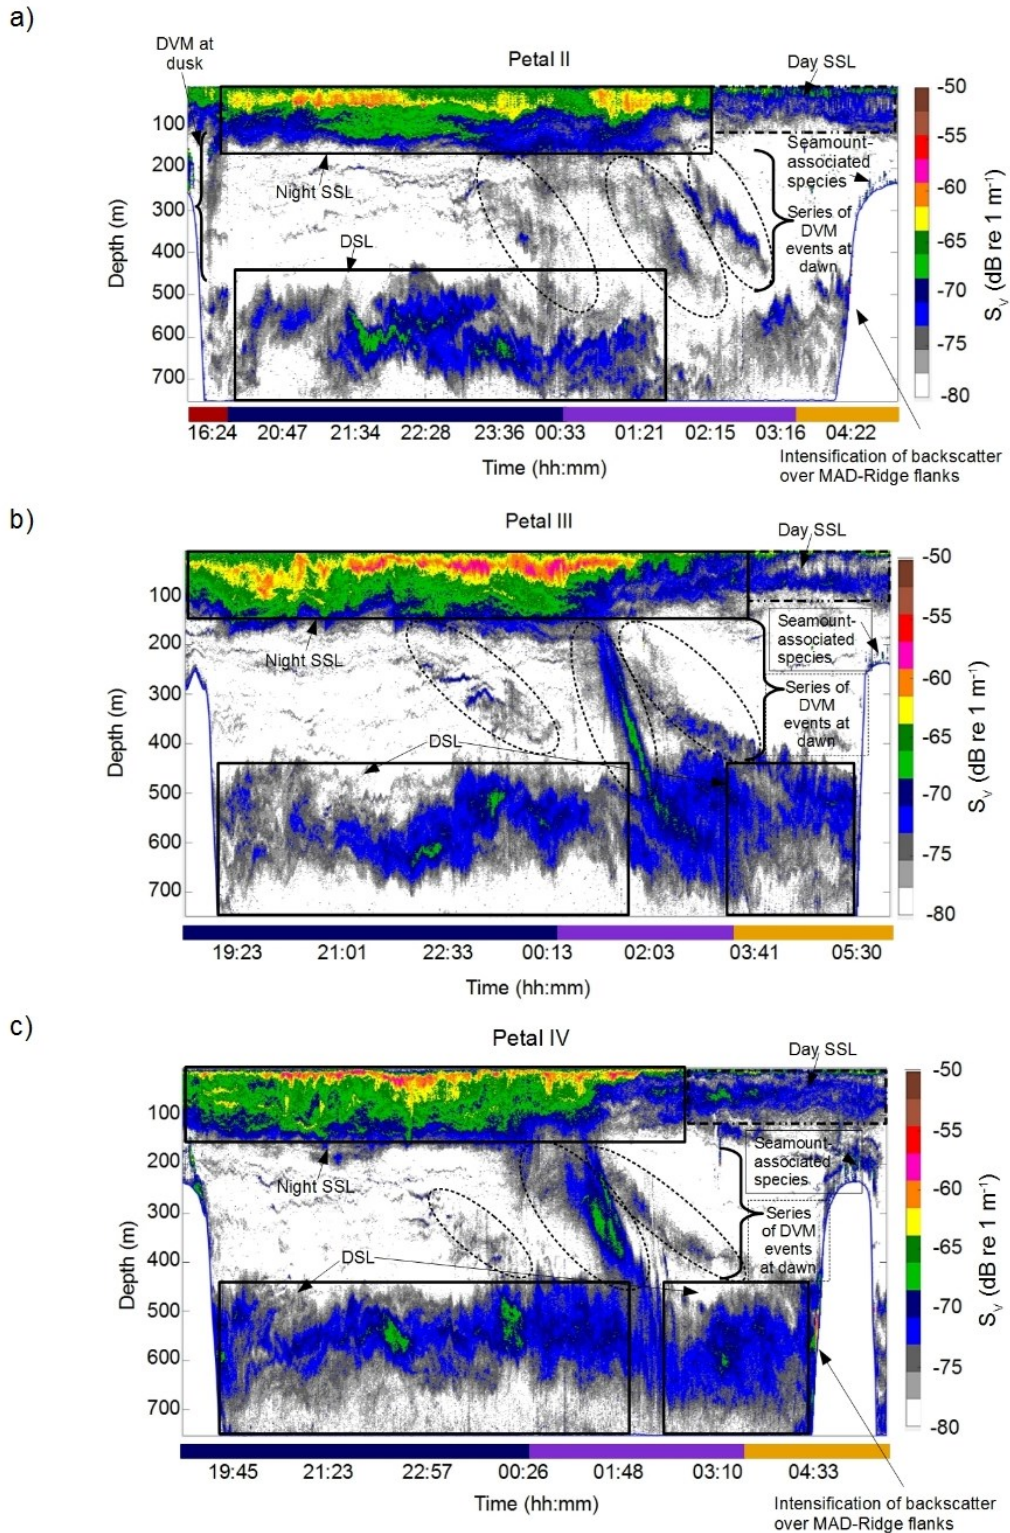 a)
Petal II
DVM at
dusk
Day SSL
Seamount-
associated
species
Night SSL
Series of
DVM
events at
dawn
DSL
100
200
300
400
500
600
700
Depth (m)
-50
-55
-60
-65
-70
-75
-80
Sv (dB re 1 m⁻¹)
16:24 20:47 21:34 22:28 23:36 00:33 01:21 02:15 03:16 04:22
Time (hh:mm)
Intensification of backscatter
over MAD-Ridge flanks
b)
Petal III
Day SSL
Seamount-
associated
species
Night SSL
Series of
DVM
events at
dawn
DSL
100
200
300
400
500
600
700
Depth (m)
-50
-55
-60
-65
-70
-75
-80
Sv (dB re 1 m⁻¹)
19:23 21:01 22:33 00:13 02:03 03:41 05:30
Time (hh:mm)
c)
Petal IV
Day SSL
Seamount-
associated
species
Night SSL
Series
of DVM
events
at dawn
DSL
100
200
300
400
500
600
700
Depth (m)
-50
-55
-60
-65
-70
-75
-80
Sv (dB re 1 m⁻¹)
19:45 21:23 22:57 00:26 01:48 03:10 04:33
Time (hh:mm)
Intensification of backscatter
over MAD-Ridge flanks